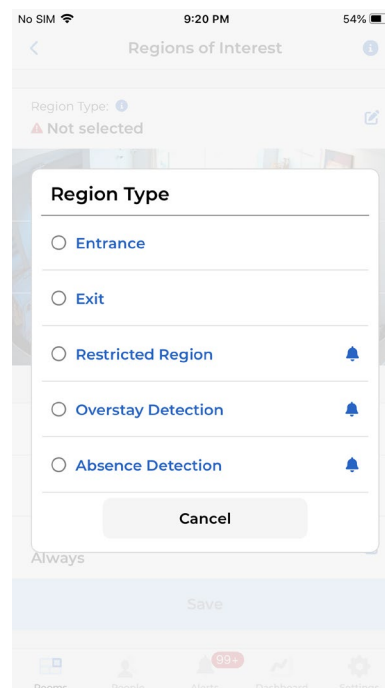 No SIM 9:20 PM 54%
Regions of Interest
Region Type:
Not selected
Region Type
Entrance
Exit
Restricted Region
Overstay Detection
Absence Detection
Cancel
Always
Save
99+
Rooms People Alerts Dashboard Settings